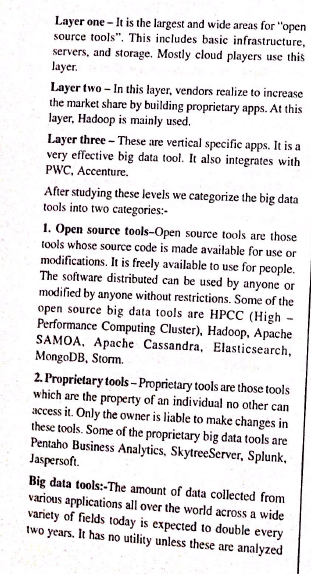 Layer one – It is the largest and wide areas for "open
source tools". This includes basic infrastructure,
servers, and storage. Mostly cloud players use this
layer.
Layer two – In this layer, vendors realize to increase
the market share by building proprietary apps. At this
layer, Hadoop is mainly used.
Layer three – These are vertical specific apps. It is a
very effective big data tool. It also integrates with
PWC, Accenture.
After studying these levels we categorize the big data
tools into two categories:-
1. Open source tools–Open source tools are those
tools whose source code is made available for use or
modifications. It is freely available to use for people.
The software distributed can be used by anyone or
modified by anyone without restrictions. Some of the
open source big data tools are HPCC (High –
Performance Computing Cluster), Hadoop, Apache
SAMOA, Apache Cassandra, Elasticsearch,
MongoDB, Storm.
2. Proprietary tools – Proprietary tools are those tools
which are the property of an individual no other can
access it. Only the owner is liable to make changes in
these tools. Some of the proprietary big data tools are
Pentaho Business Analytics, SkytreeServer, Splunk,
Jaspersoft.
Big data tools:-The amount of data collected from
various applications all over the world across a wide
variety of fields today is expected to double every
two years. It has no utility unless these are analyzed